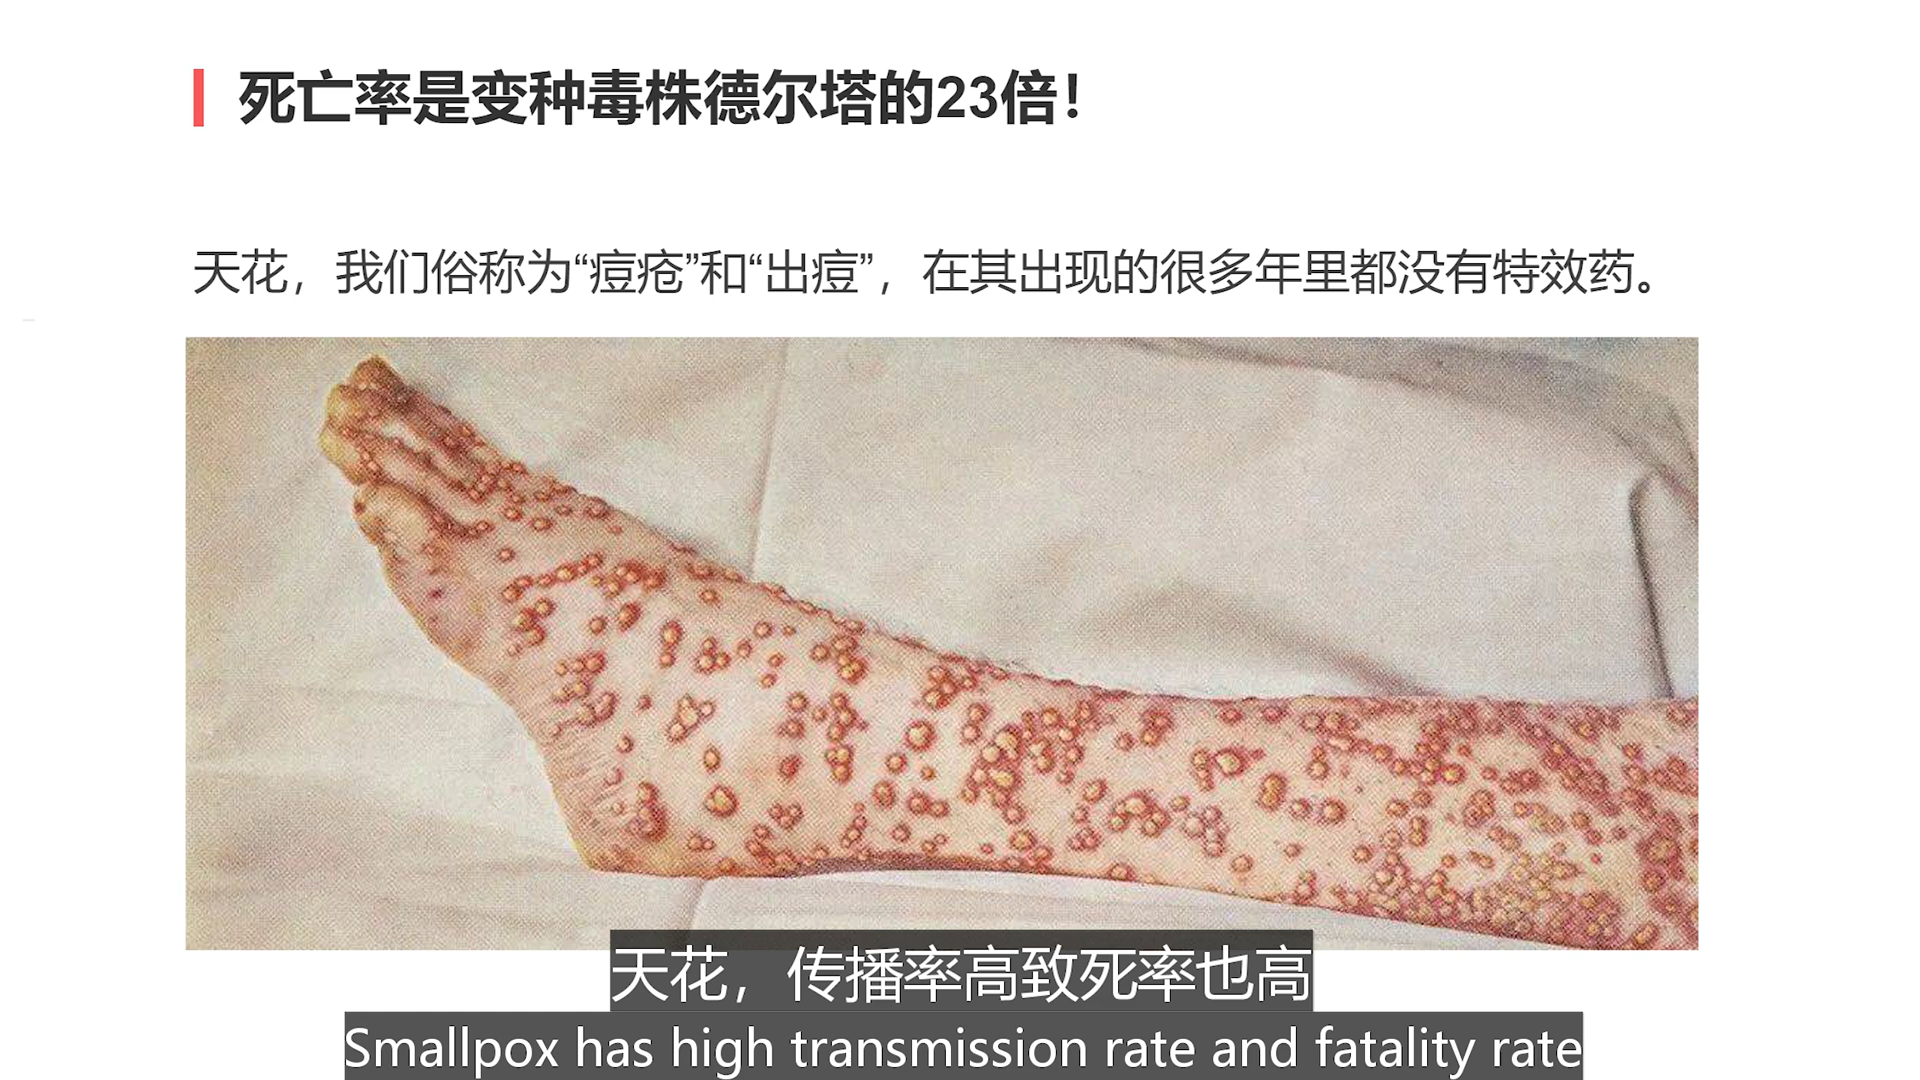 死亡率是变种毒株德尔塔的23倍！
天花，我们俗称为“痘疮”和“出痘”，在其出现的很多年里都没有特效药。
天花，传播率高致死率也高
Smallpox has high transmission rate and fatality rate